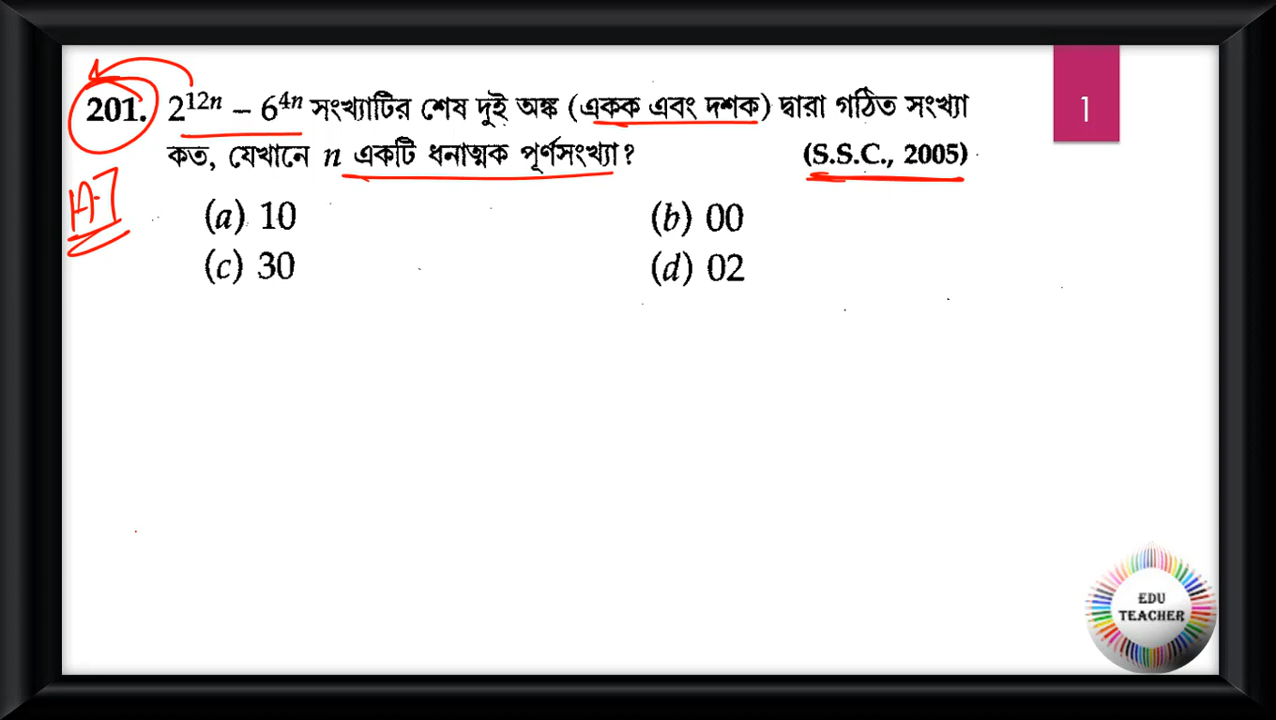 201. 2^{12n} – 6^{4n} সংখ্যাটির শেষ দুই অঙ্ক (একক এবং দশক) দ্বারা গঠিত সংখ্যা
1
কত, যেখানে n একটি ধনাত্মক পূর্ণসংখ্যা? (S.S.C., 2005)
(a) 10 (b) 00
(c) 30 (d) 02
EDU
TEACHER